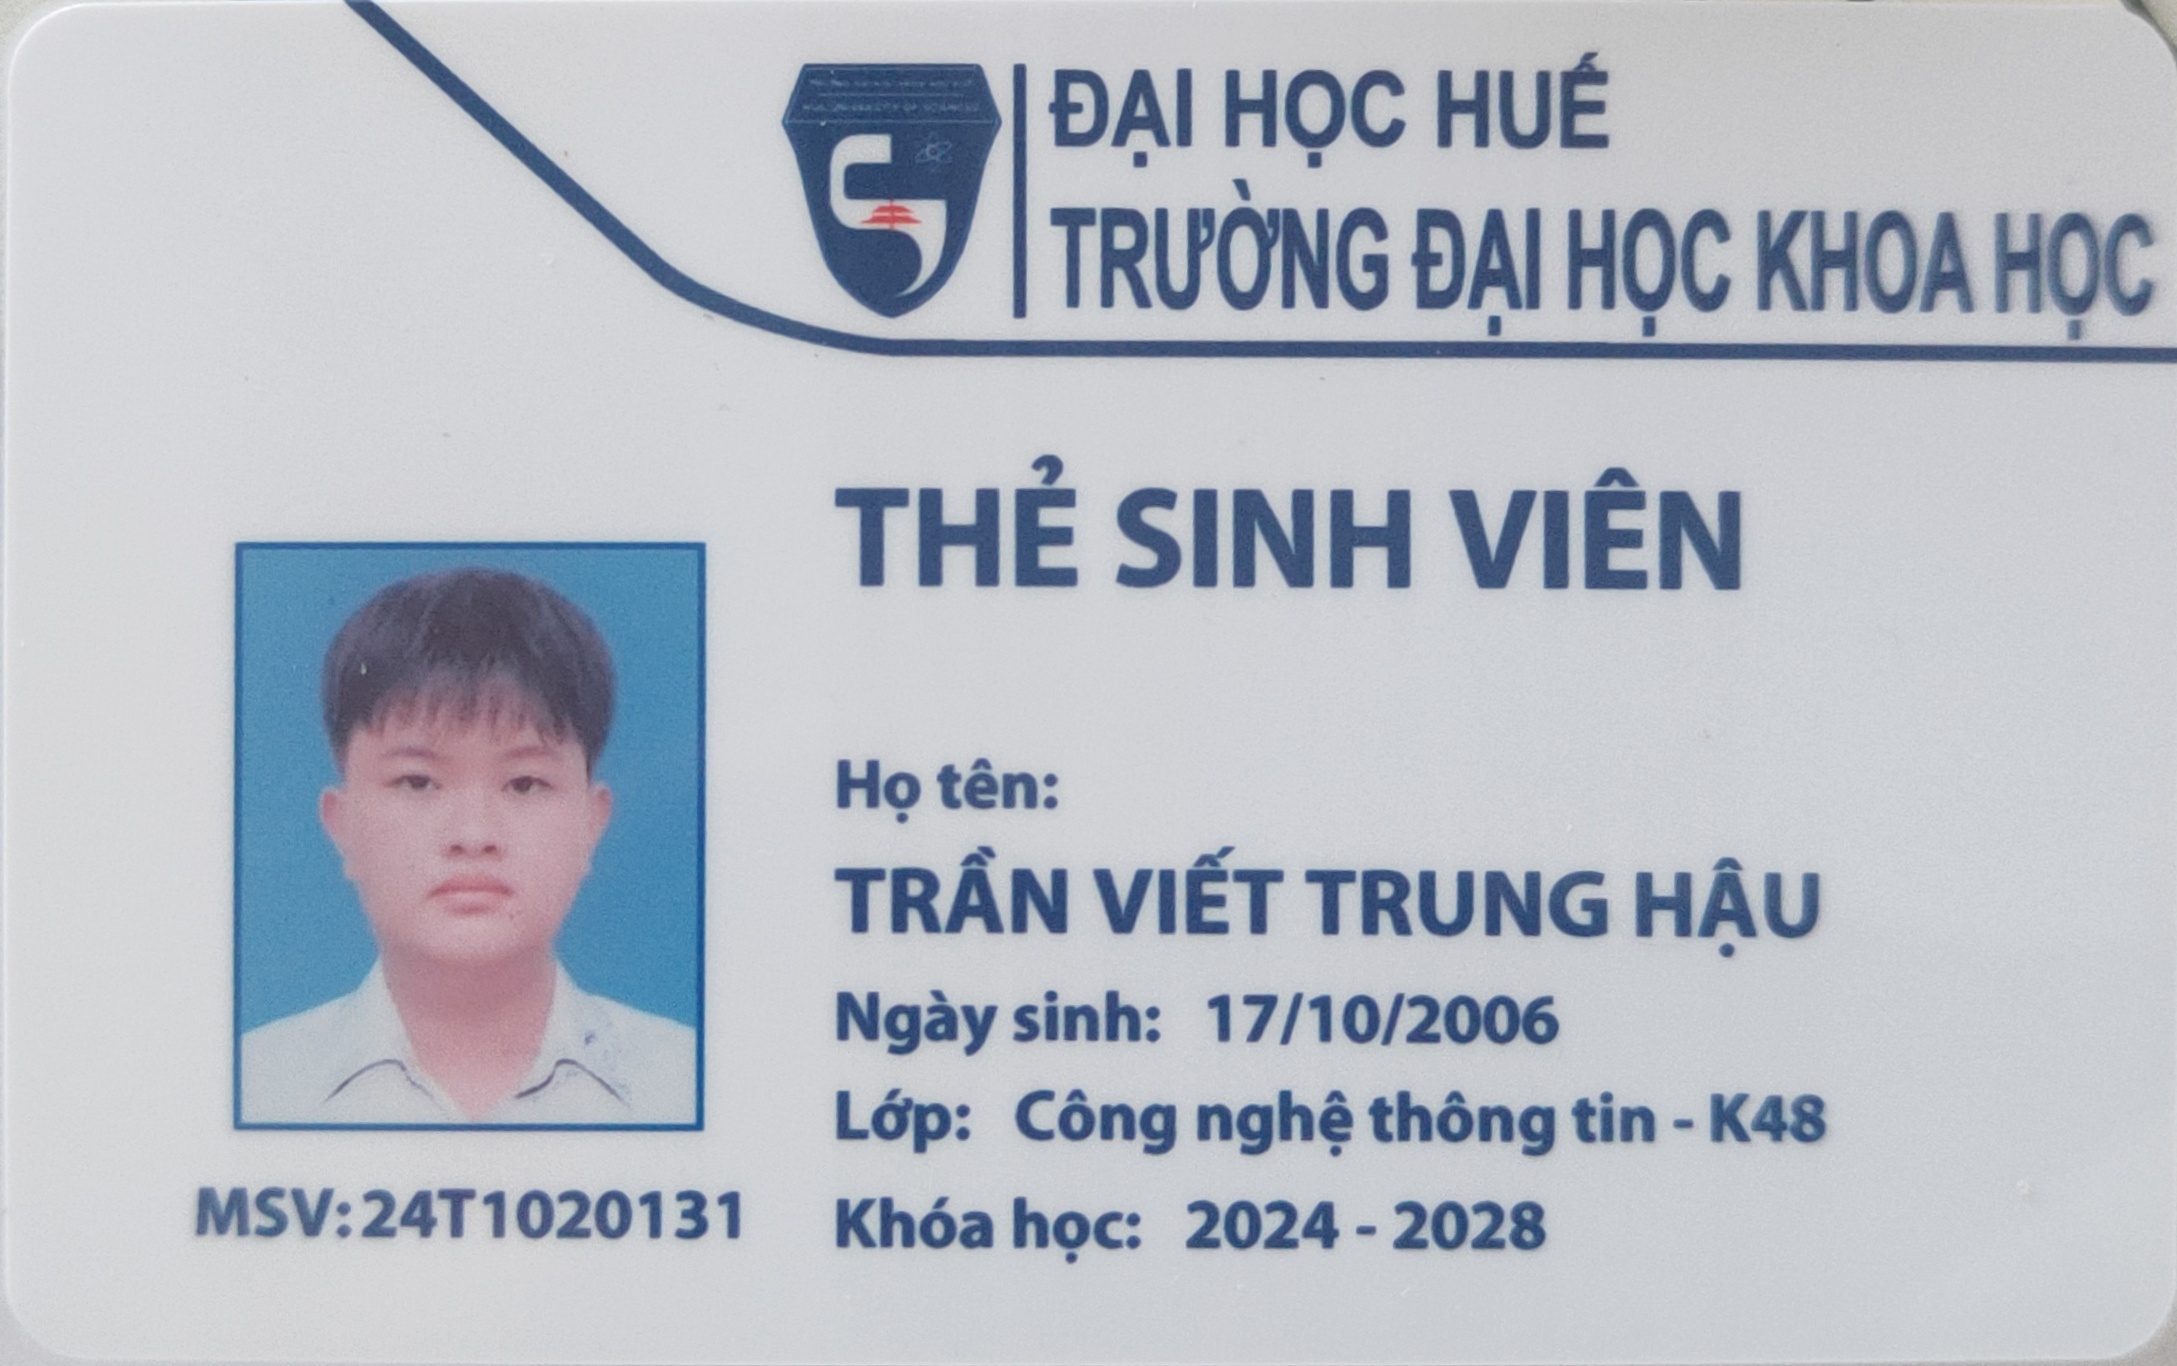 ĐẠI HỌC HUẾ
TRƯỜNG ĐẠI HỌC KHOA HỌC
THẺ SINH VIÊN
Họ tên:
TRẦN VIẾT TRUNG HẬU
Ngày sinh: 17/10/2006
Lớp: Công nghệ thông tin - K48
Khóa học: 2024 - 2028
MSV: 24T1020131